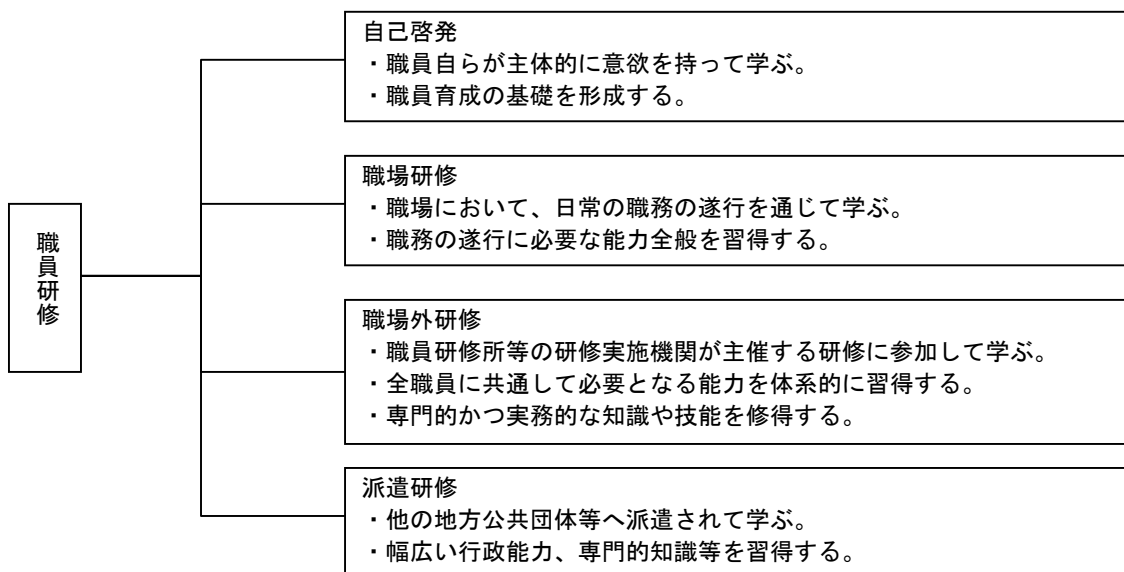 職員研修
自己啓発
・職員自らが主体的に意欲を持って学ぶ。
・職員育成の基礎を形成する。
職場研修
・職場において、日常の職務の遂行を通じて学ぶ。
・職務の遂行に必要な能力全般を習得する。
職場外研修
・職員研修所等の研修実施機関が主催する研修に参加して学ぶ。
・全職員に共通して必要となる能力を体系的に習得する。
・専門的かつ実務的な知識や技能を修得する。
派遣研修
・他の地方公共団体等へ派遣されて学ぶ。
・幅広い行政能力、専門的知識等を習得する。